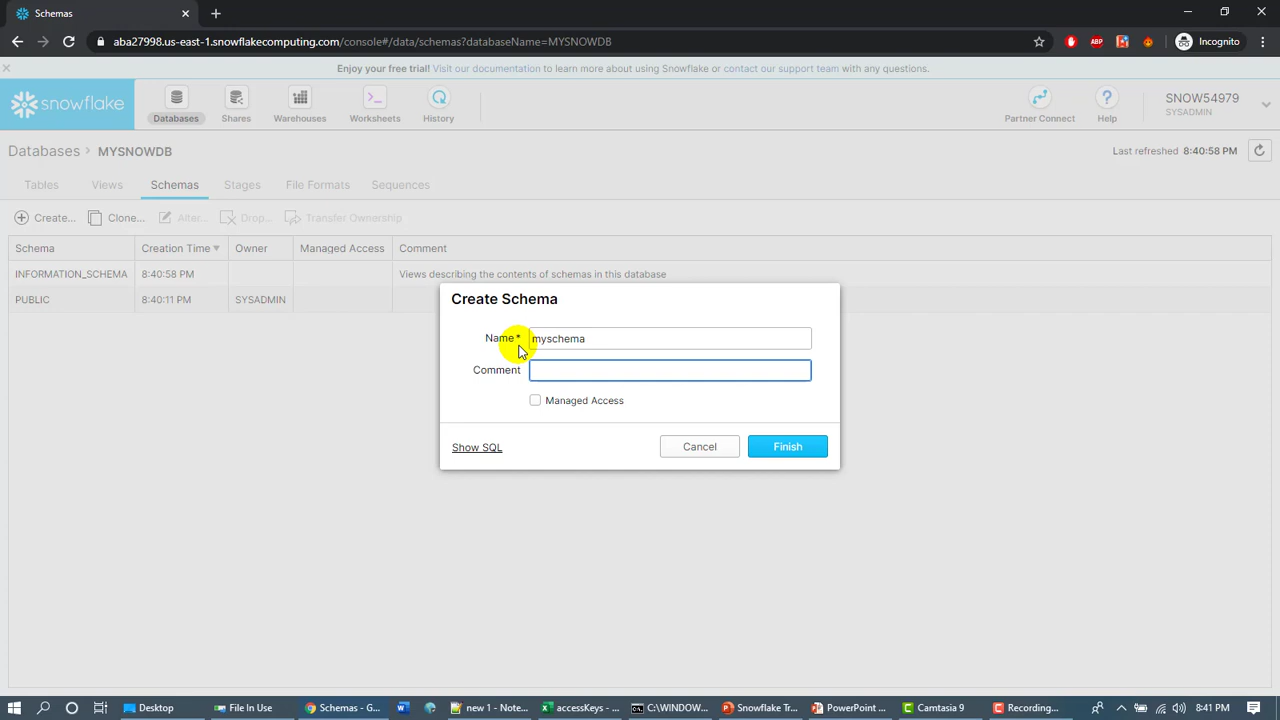 Schemas
aba27998.us-east-1.snowflakecomputing.com/console#/data/schemas?databaseName=MYSNOWDB
ABP
Incognito
Enjoy your free trial! Visit our documentation to learn more about using Snowflake or contact our support team with any questions.
snowflake
Databases
Shares
Warehouses
Worksheets
History
Partner Connect
Help
SNOW54979
SYSADMIN
Databases > MYSNOWDB
Last refreshed 8:40:58 PM
Tables Views Schemas Stages File Formats Sequences
Create... Clone... Alter... Drop... Transfer Ownership
Schema Creation Time Owner Managed Access Comment
INFORMATION_SCHEMA 8:40:58 PM Views describing the contents of schemas in this database
PUBLIC 8:40:11 PM SYSADMIN
Create Schema
Name* myschema
Comment
Managed Access
Show SQL Cancel Finish
Desktop File In Use Schemas - G... new 1 - Note... accessKeys - ... C:\WINDOW... Snowflake Tr... PowerPoint ... Camtasia 9 Recording... 8:41 PM